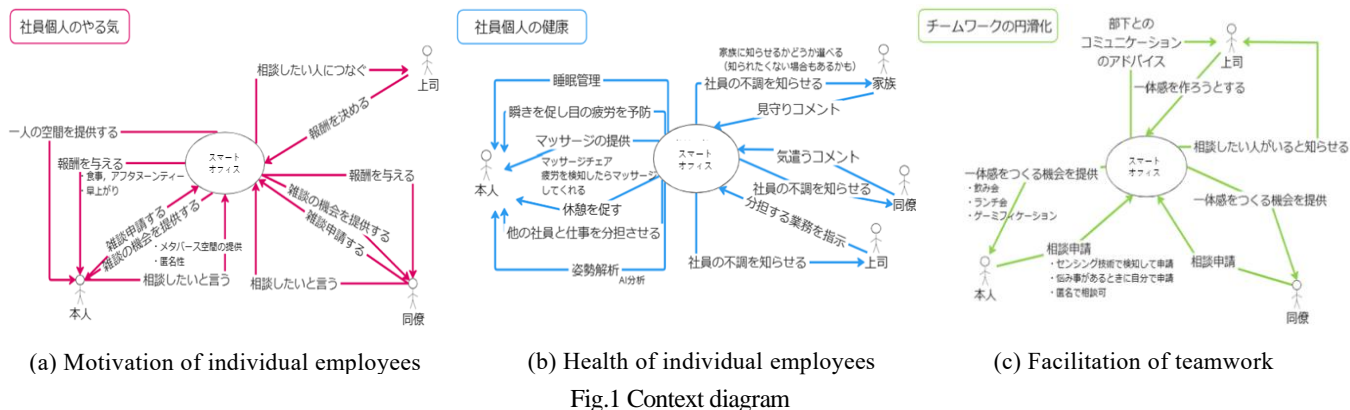 社員個人のやる気
上司
相談したい人につなぐ
報酬を決める
一人の空間を提供する
スマート
オフィス
報酬を与える
・食事，アフタヌーンティー
・早上がり
報酬を与える
雑談申請する
雑談の機会を提供する
雑談の機会を提供する
雑談申請する
・メタバース空間の提供
・匿名性
相談したいと言う
相談したいと言う
本人
同僚
(a) Motivation of individual employees
社員個人の健康
家族に知らせるかどうか選べる
（知られたくない場合もあるかも）
睡眠管理
社員の不調を知らせる
家族
瞬きを促し目の疲労を予防
見守りコメント
マッサージの提供
スマート
オフィス
マッサージチェア
疲労を検知したらマッサージ
してくれる
気遣うコメント
本人
社員の不調を知らせる
同僚
休憩を促す
分担する業務を指示
他の社員と仕事を分担させる
姿勢解析
AI分析
社員の不調を知らせる
上司
(b) Health of individual employees
チームワークの円滑化
部下との
コミュニケーション
のアドバイス
上司
一体感を作ろうとする
相談したい人がいると知らせる
スマート
オフィス
一体感をつくる機会を提供
・飲み会
・ランチ会
・ゲーミフィケーション
一体感をつくる機会を提供
相談申請
・センシング技術で検知して申請
・悩み事があるときに自分で申請
・匿名で相談可
相談申請
本人
同僚
(c) Facilitation of teamwork
Fig.1 Context diagram